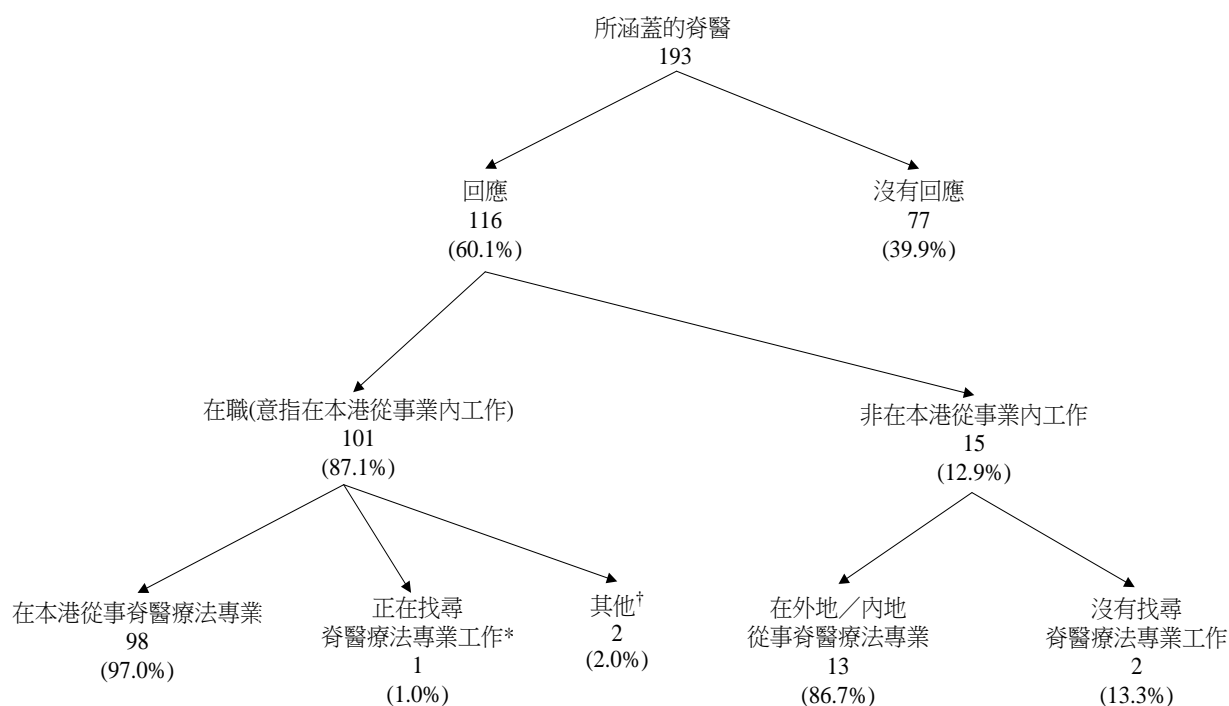 所涵蓋的脊醫
193
回應
116
(60.1%)
沒有回應
77
(39.9%)
在職(意指在本港從事業內工作)
101
(87.1%)
非在本港從事業內工作
15
(12.9%)
在本港從事脊醫療法專業
98
(97.0%)
正在找尋
脊醫療法專業工作*
1
(1.0%)
其他†
2
(2.0%)
在外地／內地
從事脊醫療法專業
13
(86.7%)
沒有找尋
脊醫療法專業工作
2
(13.3%)